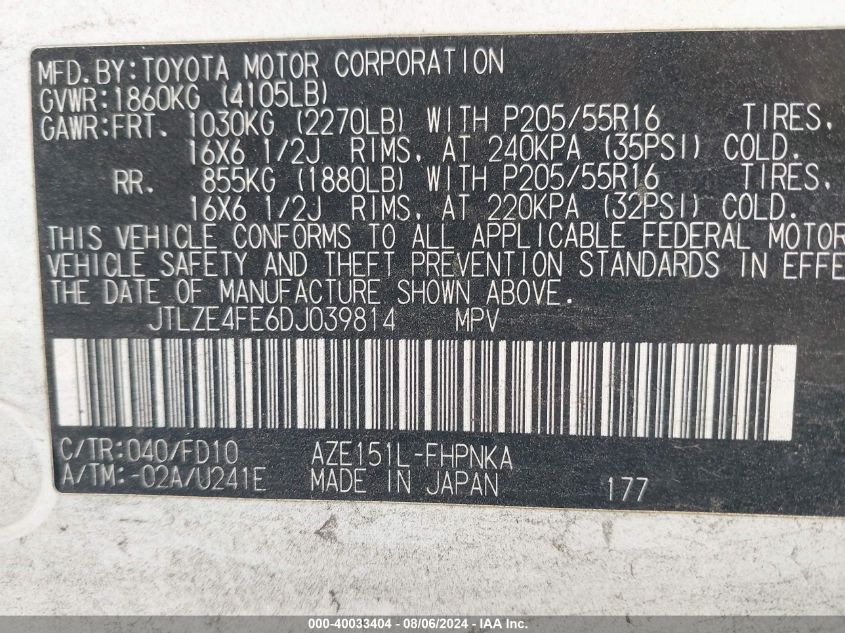 MFD.BY:TOYOTA MOTOR CORPORATION
GVWR:1860KG (4105LB)
GAWR:FRT. 1030KG (2270LB) WITH P205/55R16 TIRES,
16X6 1/2J RIMS, AT 240KPA (35PSI) COLD.
RR. 855KG (1880LB) WITH P205/55R16 TIRES,
16X6 1/2J RIMS, AT 220KPA (32PSI) COLD.
THIS VEHICLE CONFORMS TO ALL APPLICABLE FEDERAL MOTOR
VEHICLE SAFETY AND THEFT PREVENTION STANDARDS IN EFFE
THE DATE OF MANUFACTURE SHOWN ABOVE.
JTLZE4FE6DJ039814 MPV
C/TR:040/FD10 AZE151L-FHPNKA
A/TM:-02A/U241E MADE IN JAPAN 177
000-40033404 - 08/06/2024 - IAA Inc.